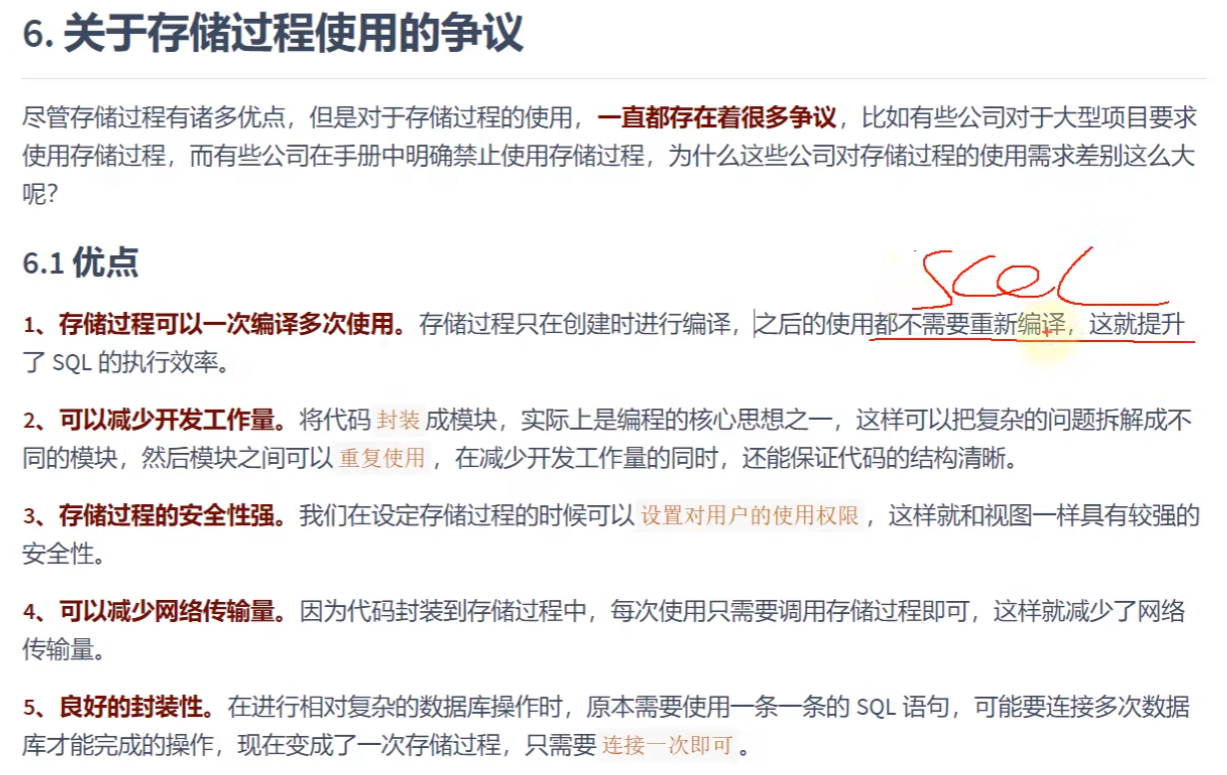 6. 关于存储过程使用的争议
尽管存储过程有诸多优点，但是对于存储过程的使用，一直都存在着很多争议，比如有些公司对于大型项目要求
使用存储过程，而有些公司在手册中明确禁止使用存储过程，为什么这些公司对存储过程的使用需求差别这么大
呢？
6.1 优点
1、存储过程可以一次编译多次使用。存储过程只在创建时进行编译，之后的使用都不需要重新编译，这就提升
了 SQL 的执行效率。
2、可以减少开发工作量。将代码 封装 成模块，实际上是编程的核心思想之一，这样可以把复杂的问题拆解成不
同的模块，然后模块之间可以 重复使用 ，在减少开发工作量的同时，还能保证代码的结构清晰。
3、存储过程的安全性强。我们在设定存储过程的时候可以 设置对用户的使用权限 ，这样就和视图一样具有较强的
安全性。
4、可以减少网络传输量。因为代码封装到存储过程中，每次使用只需要调用存储过程即可，这样就减少了网络
传输量。
5、良好的封装性。在进行相对复杂的数据库操作时，原本需要使用一条一条的 SQL 语句，可能要连接多次数据
库才能完成的操作，现在变成了一次存储过程，只需要 连接一次即可 。